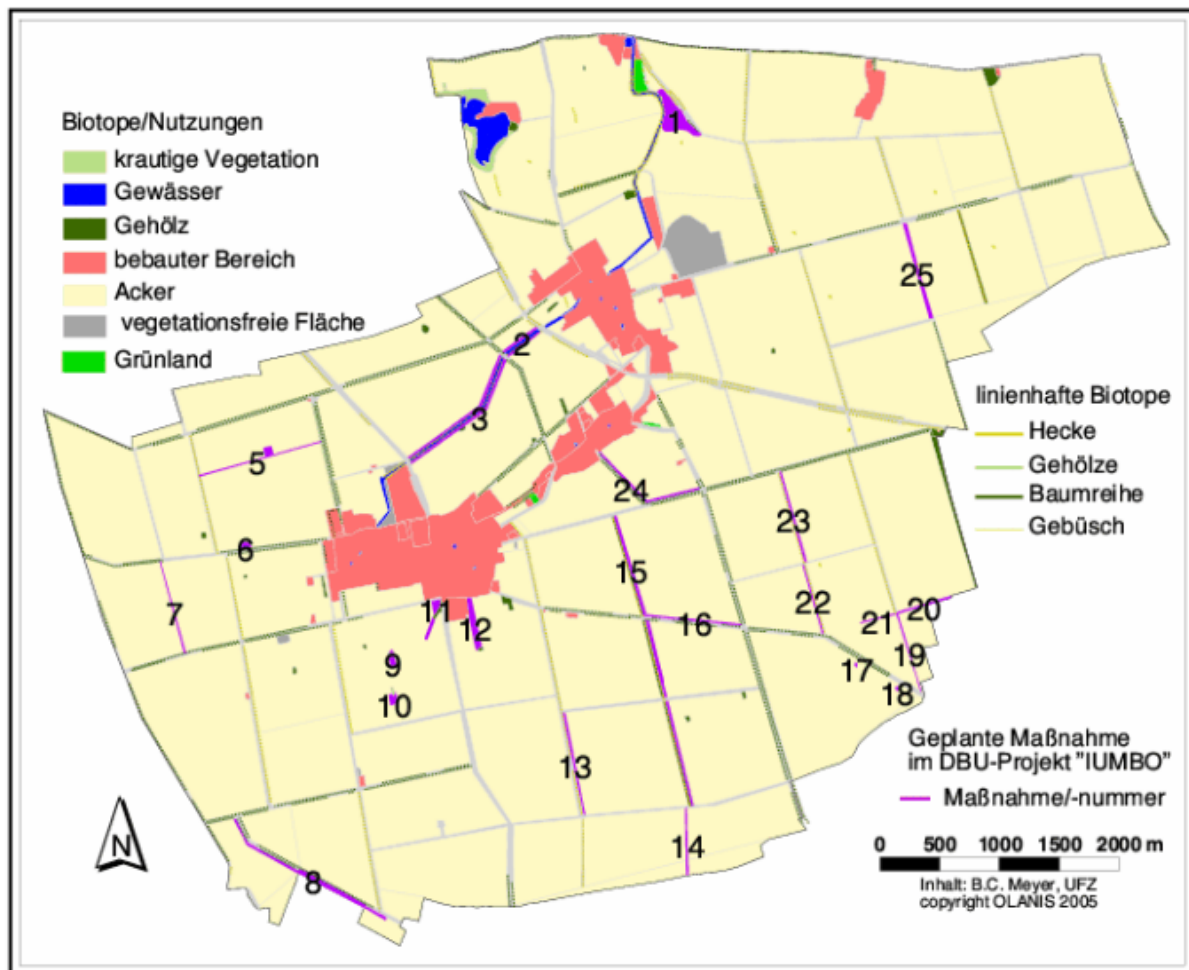 Biotope/Nutzungen
krautige Vegetation
Gewässer
Gehölz
bebauter Bereich
Acker
vegetationsfreie Fläche
Grünland
1
25
2
3
linienhafte Biotope
Hecke
Gehölze
Baumreihe
Gebüsch
5
24
23
6
15
7
11
12
16
22
21
20
9
17
19
18
10
Geplante Maßnahme
im DBU-Projekt "IUMBO"
Maßnahme/-nummer
13
14
8
N
0 500 1000 1500 2000 m
Inhalt: B.C. Meyer, UFZ
copyright OLANIS 2005